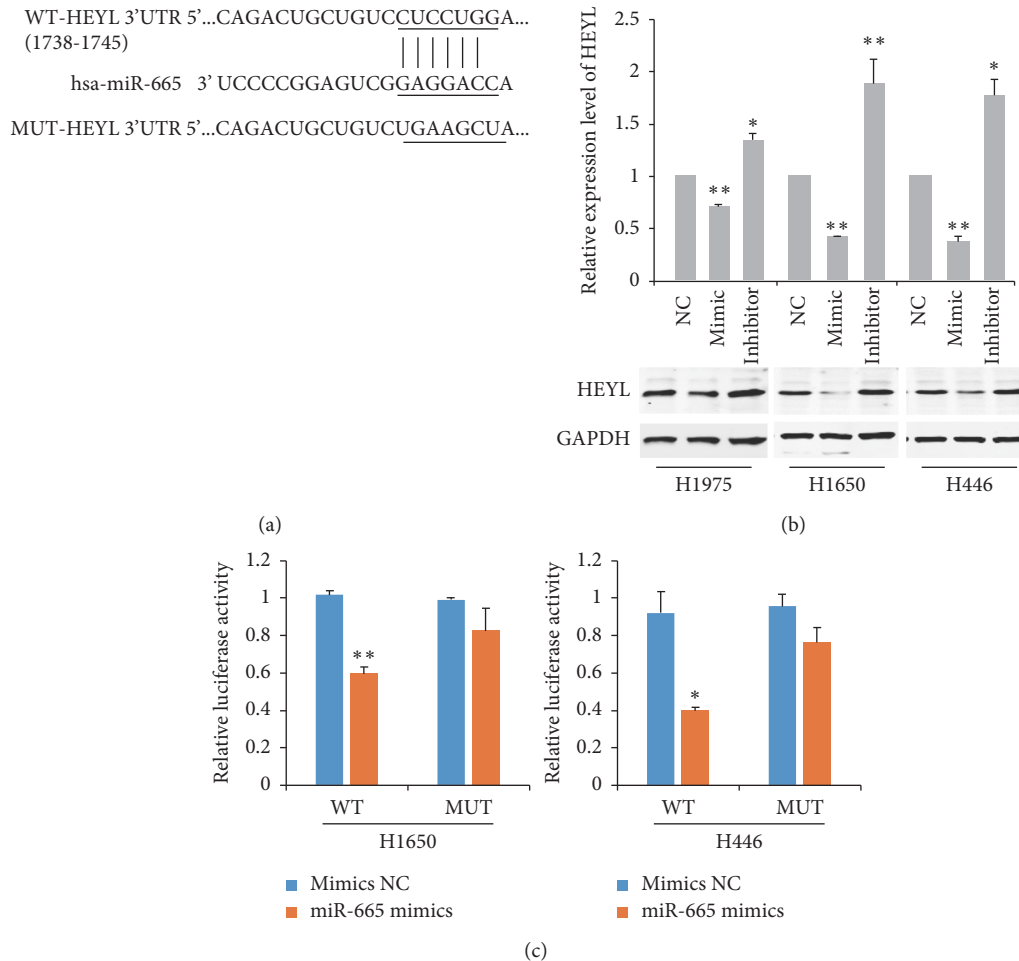 WT-HEYL 3’UTR 5’...CAGACUGCUGUCCUCCUGGA...
(1738-1745)
hsa-miR-665 3’ UCCCCGGAGUCGGAGGACCA
MUT-HEYL 3’UTR 5’...CAGACUGCUGUCUGAAGCUA...
(a)
Relative expression level of HEYL
2.5
2
1.5
1
0.5
0
* *
*
* *
* *
* *
*
NC
Mimic
Inhibitor
NC
Mimic
Inhibitor
NC
Mimic
Inhibitor
HEYL
GAPDH
H1975
H1650
H446
(b)
Relative luciferase activity
1.2
1
0.8
0.6
0.4
0.2
0
* *
WT
MUT
H1650
Mimics NC
miR-665 mimics
Relative luciferase activity
1.2
1
0.8
0.6
0.4
0.2
0
*
WT
MUT
H446
Mimics NC
miR-665 mimics
(c)